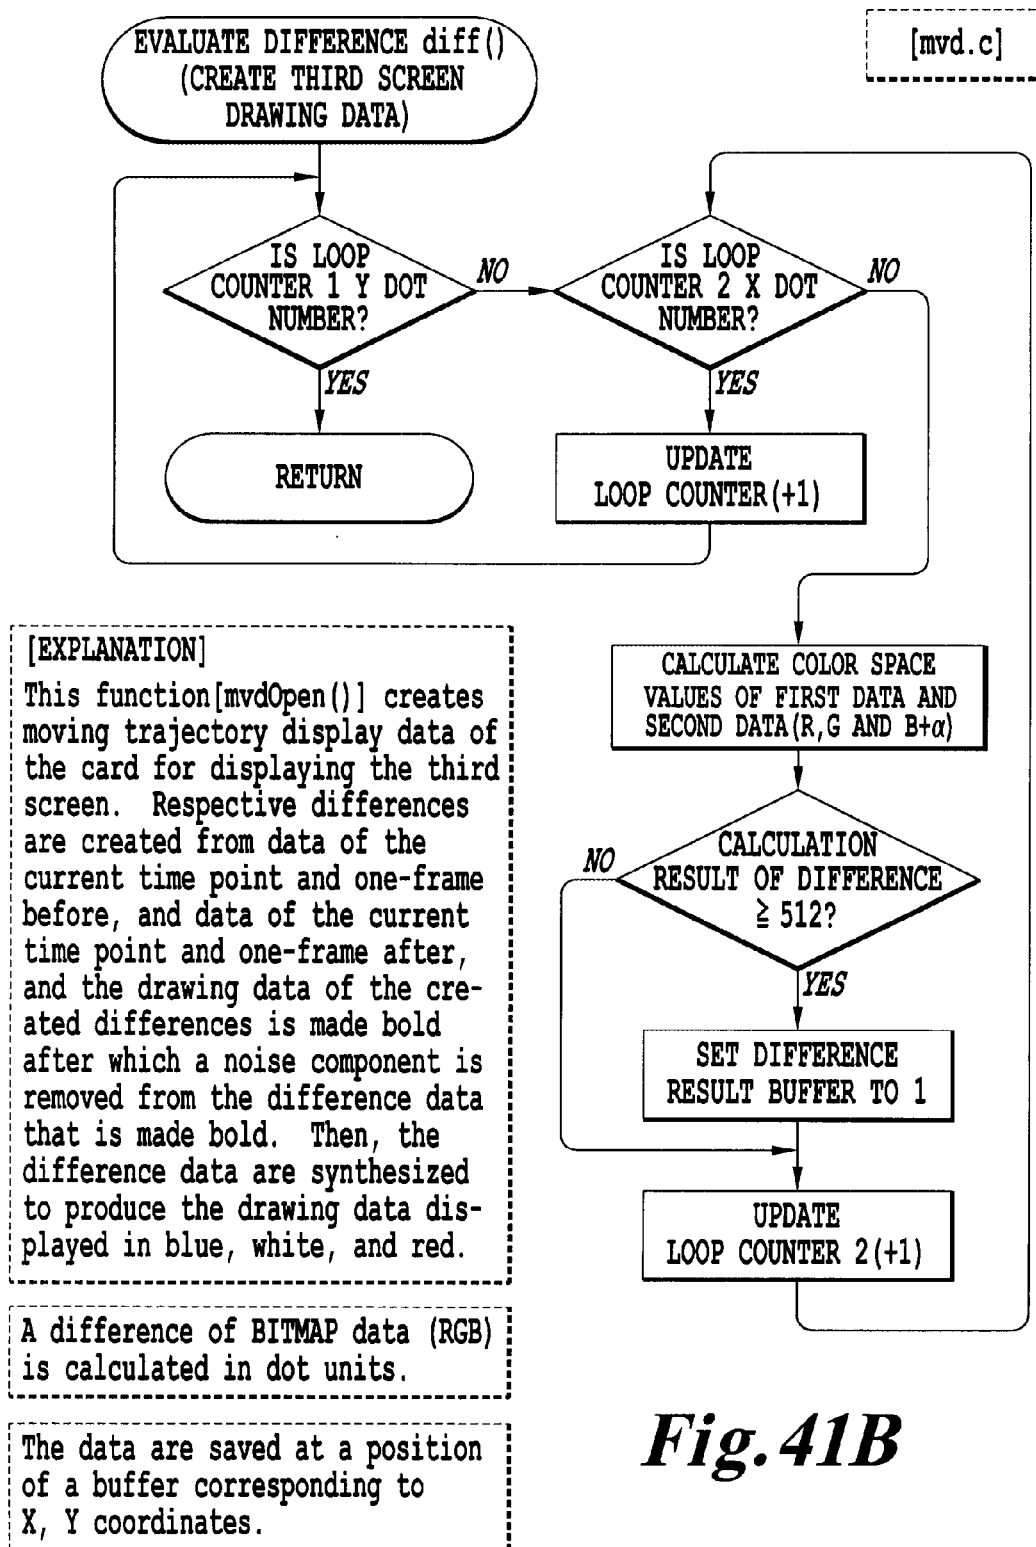 EVALUATE DIFFERENCE diff()
(CREATE THIRD SCREEN
DRAWING DATA)
[mvd.c]
IS LOOP
COUNTER 1 Y DOT
NUMBER?
NO
IS LOOP
COUNTER 2 X DOT
NUMBER?
NO
YES
YES
RETURN
UPDATE
LOOP COUNTER(+1)
CALCULATE COLOR SPACE
VALUES OF FIRST DATA AND
SECOND DATA(R,G AND B+α)
CALCULATION
RESULT OF DIFFERENCE
≧ 512?
NO
YES
SET DIFFERENCE
RESULT BUFFER TO 1
UPDATE
LOOP COUNTER 2(+1)
[EXPLANATION]
This function[mvdOpen()] creates
moving trajectory display data of
the card for displaying the third
screen. Respective differences
are created from data of the
current time point and one-frame
before, and data of the current
time point and one-frame after,
and the drawing data of the cre-
ated differences is made bold
after which a noise component is
removed from the difference data
that is made bold. Then, the
difference data are synthesized
to produce the drawing data dis-
played in blue, white, and red.
A difference of BITMAP data (RGB)
is calculated in dot units.
The data are saved at a position
of a buffer corresponding to
X, Y coordinates.
Fig. 41B